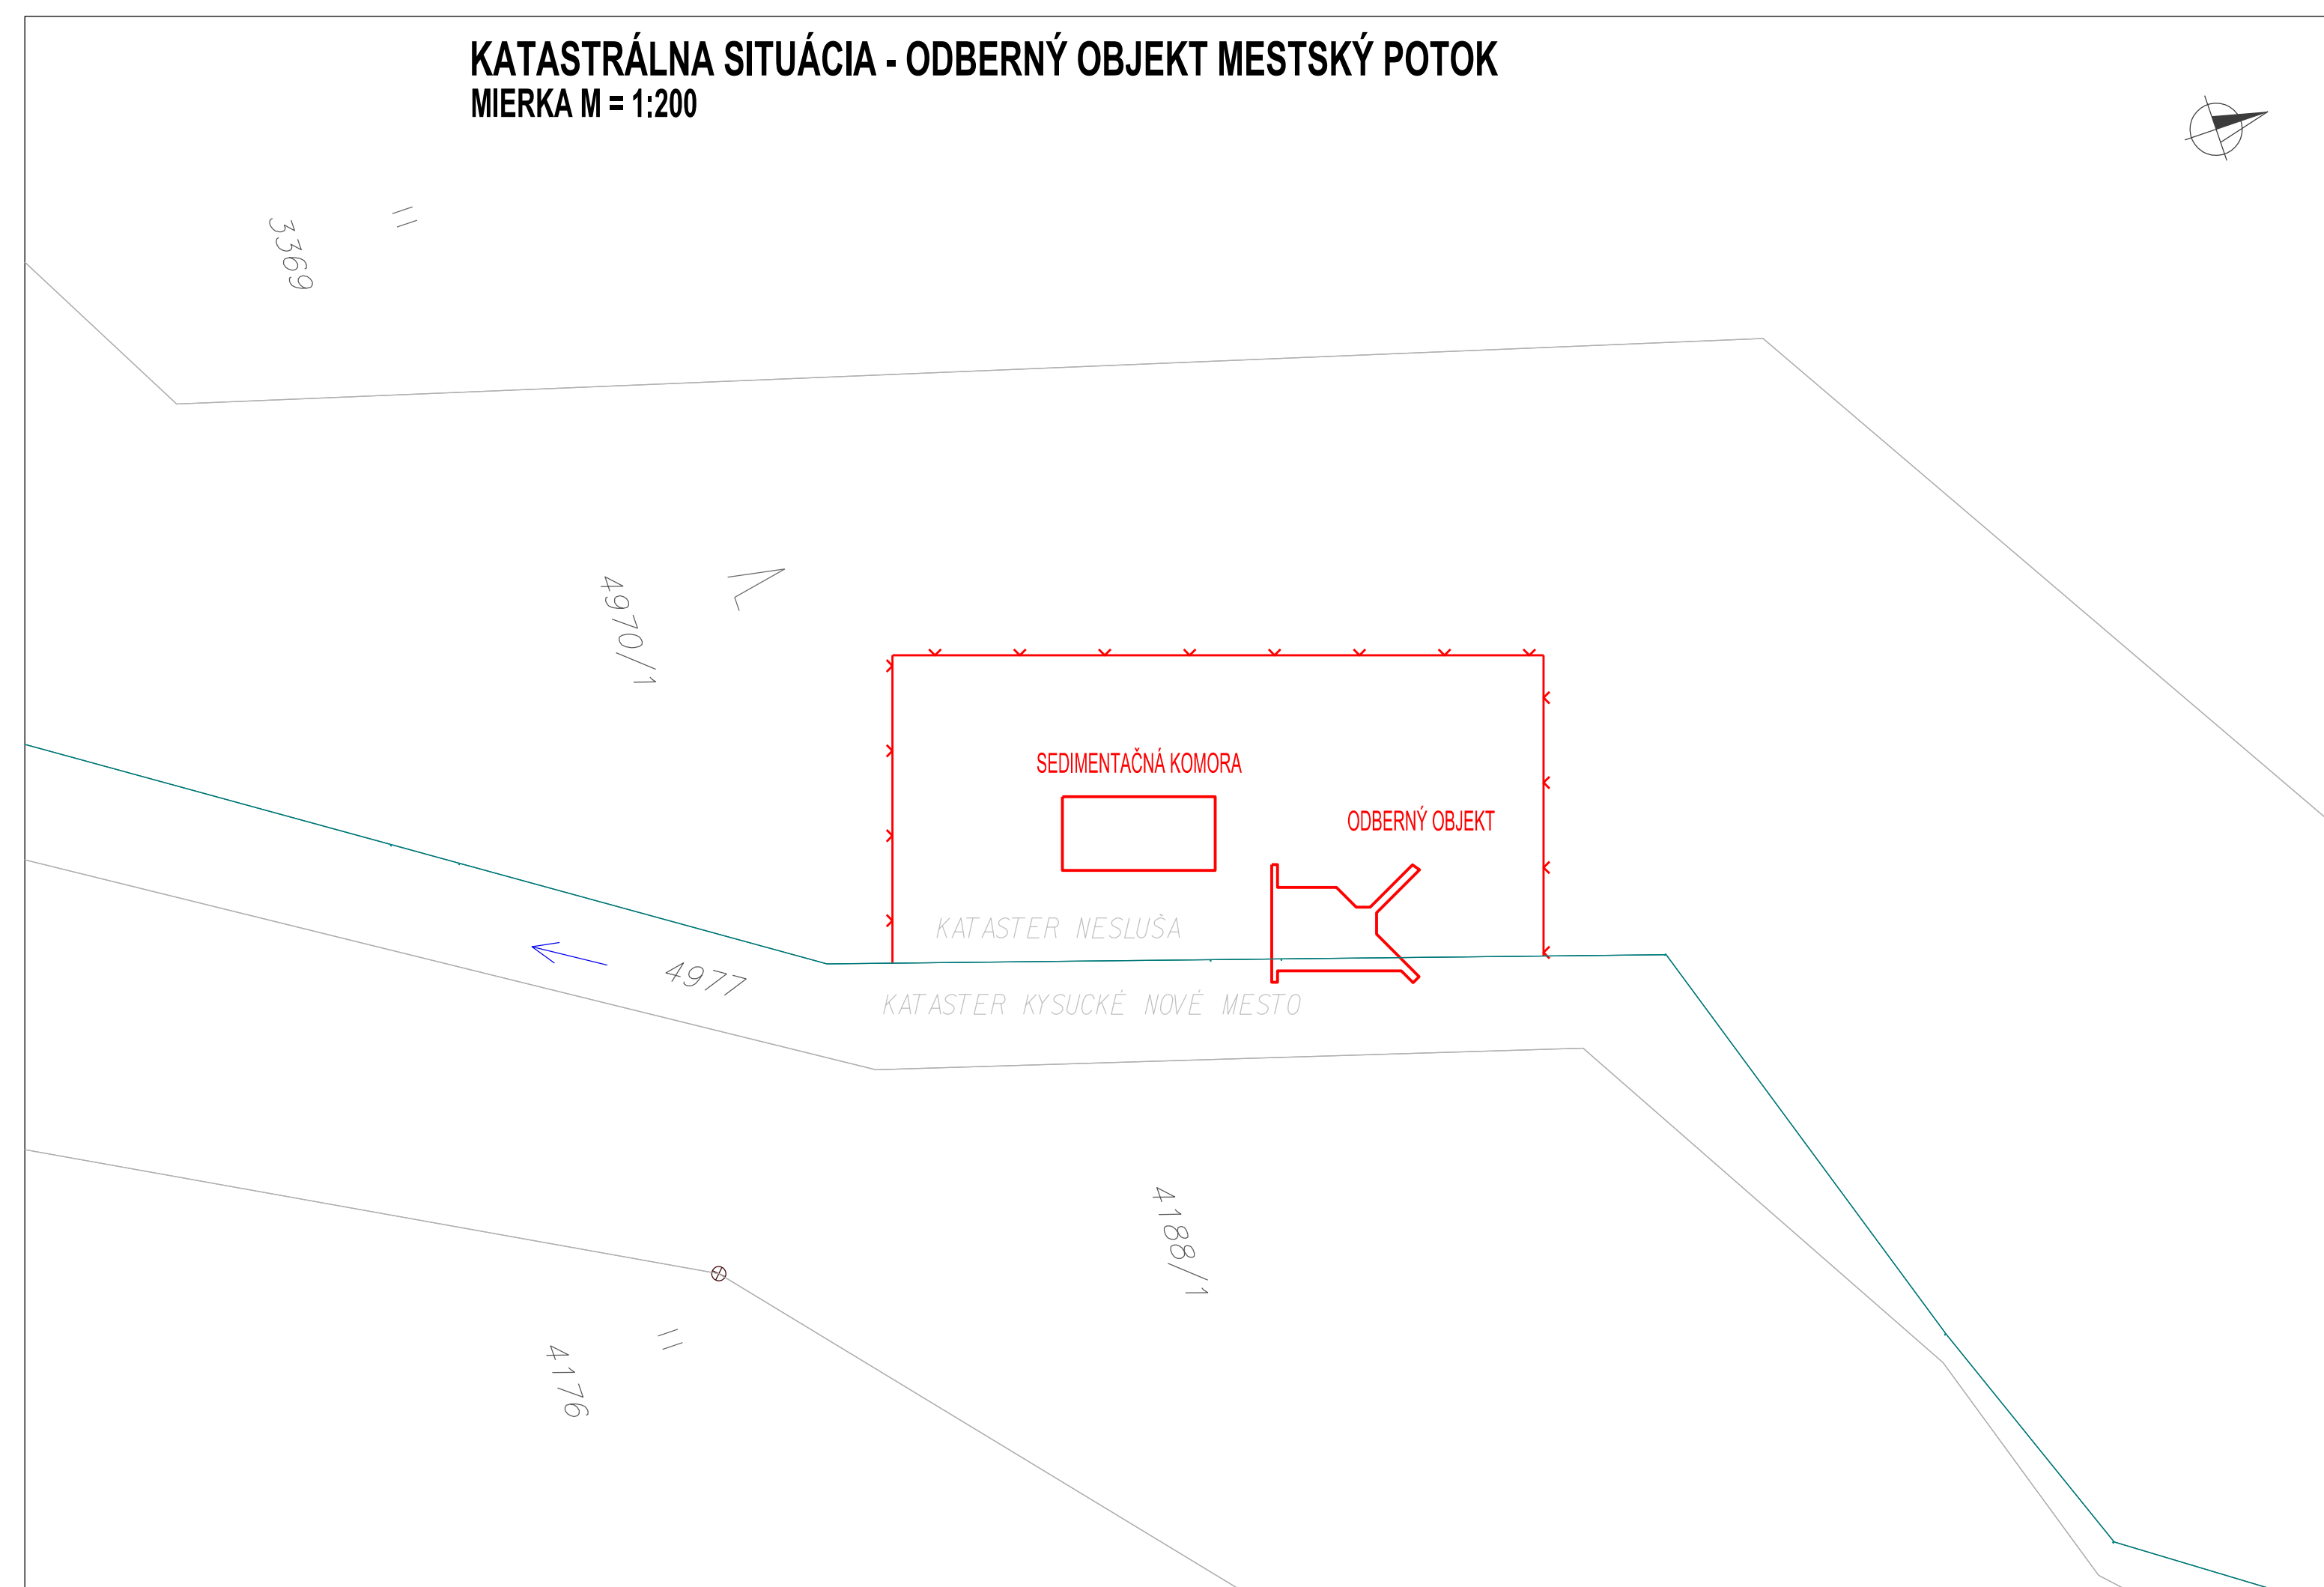 KATASTRÁLNA SITUÁCIA - ODBERNÝ OBJEKT MESTSKÝ POTOK
MIERKA M = 1:200
3369
4970/1
SEDIMENTAČNÁ KOMORA
ODBERNÝ OBJEKT
KATASTER NESLUŠA
4977
KATASTER KYSUCKÉ NOVÉ MESTO
4188/1
4176